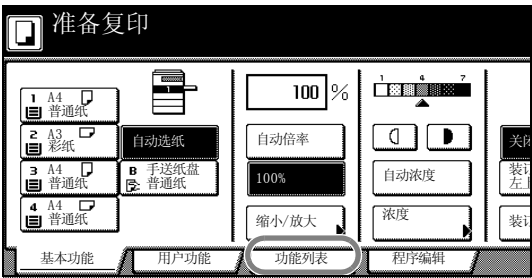 准备复印
1 A4
普通纸
2 A3
彩纸
3 A4
普通纸
4 A4
普通纸
1
自动选纸
B 手送纸盘
普通纸
100 %
自动倍率
100%
缩小/放大
1 4 7
自动浓度
浓度
关闭
装订
左上
装订
基本功能
用户功能
功能列表
程序编辑